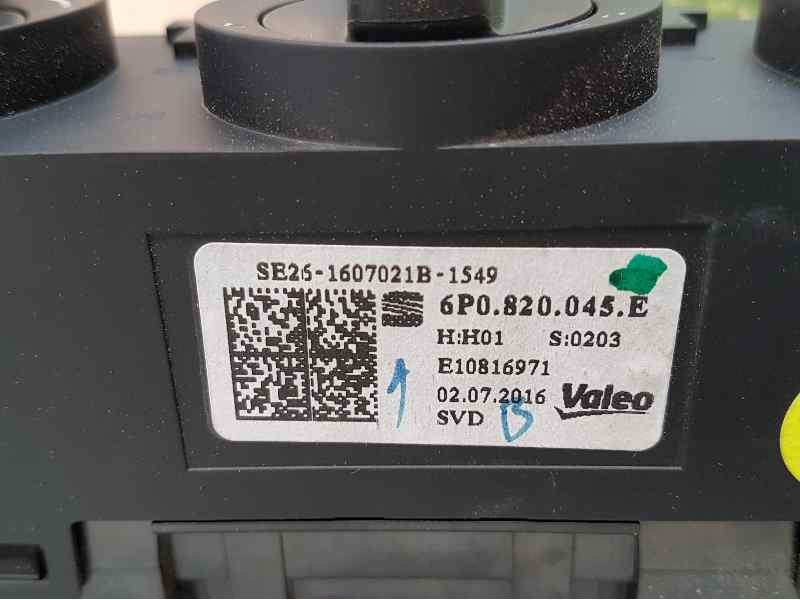 SE26-1607021B-1549
6P0.820.045.E
H:H01 S:0203
E10816971
02.07.2016 Valeo
SVD B
1